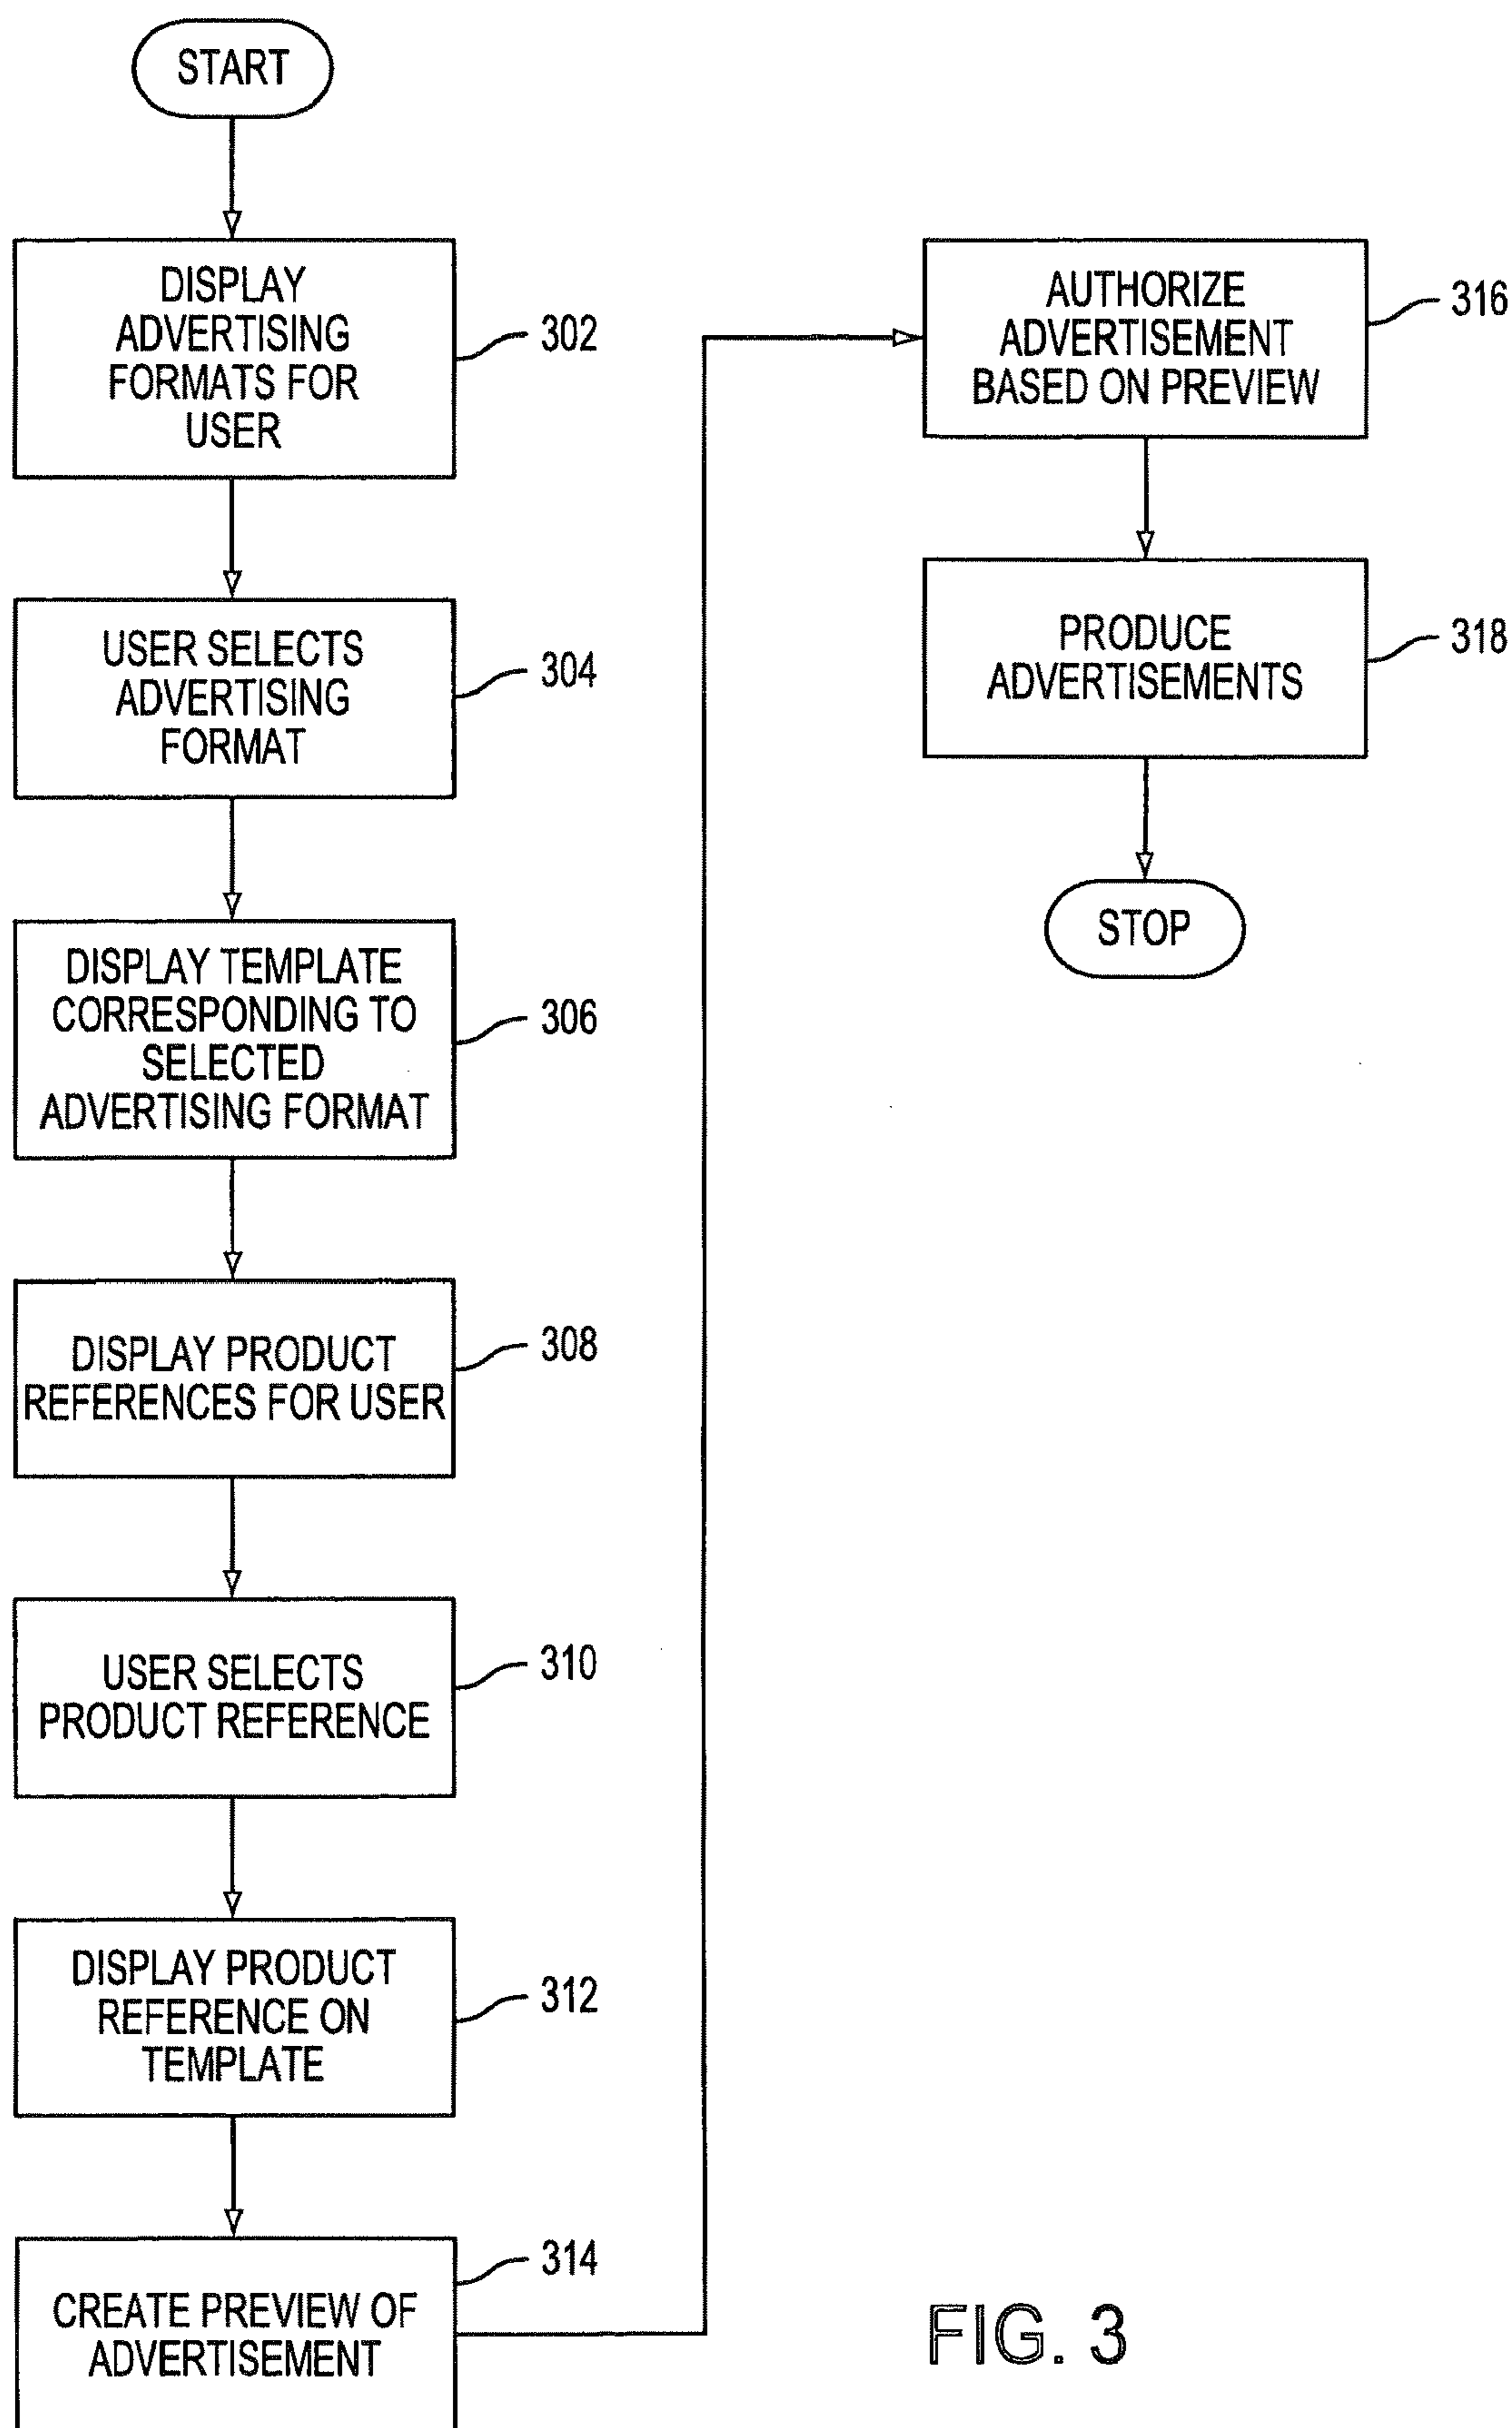 START
DISPLAY
ADVERTISING
FORMATS FOR
USER
302
USER SELECTS
ADVERTISING
FORMAT
304
DISPLAY TEMPLATE
CORRESPONDING TO
SELECTED
ADVERTISING FORMAT
306
DISPLAY PRODUCT
REFERENCES FOR USER
308
USER SELECTS
PRODUCT REFERENCE
310
DISPLAY PRODUCT
REFERENCE ON
TEMPLATE
312
CREATE PREVIEW OF
ADVERTISEMENT
314
AUTHORIZE
ADVERTISEMENT
BASED ON PREVIEW
316
PRODUCE
ADVERTISEMENTS
318
STOP
FIG. 3